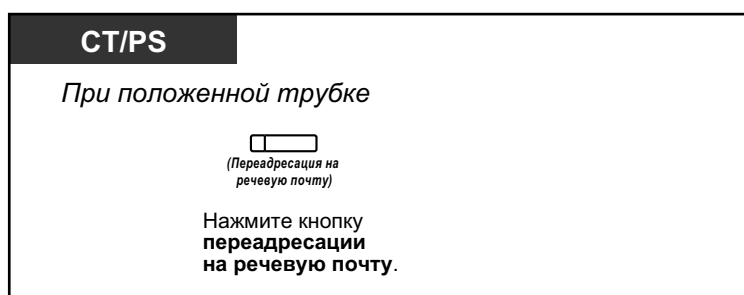 CT/PS
При положенной трубке
(Переадресация на
речевую почту)
Нажмите кнопку
переадресации
на речевую почту.